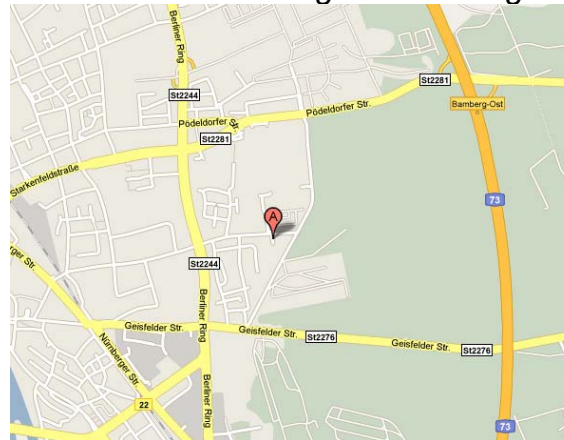 Berliner Ring
St2244
St2281
Bamberg-Ost
Pödeldorfer Str.
Pödeldorfer Str.
St2281
Starkenfeldstraße
73
A
St2244
Berliner Ring
Geisfelder Str.
Geisfelder Str.
St2276
Geisfelder Str.
St2276
Nürnberger Str.
Berliner Ring
22
73